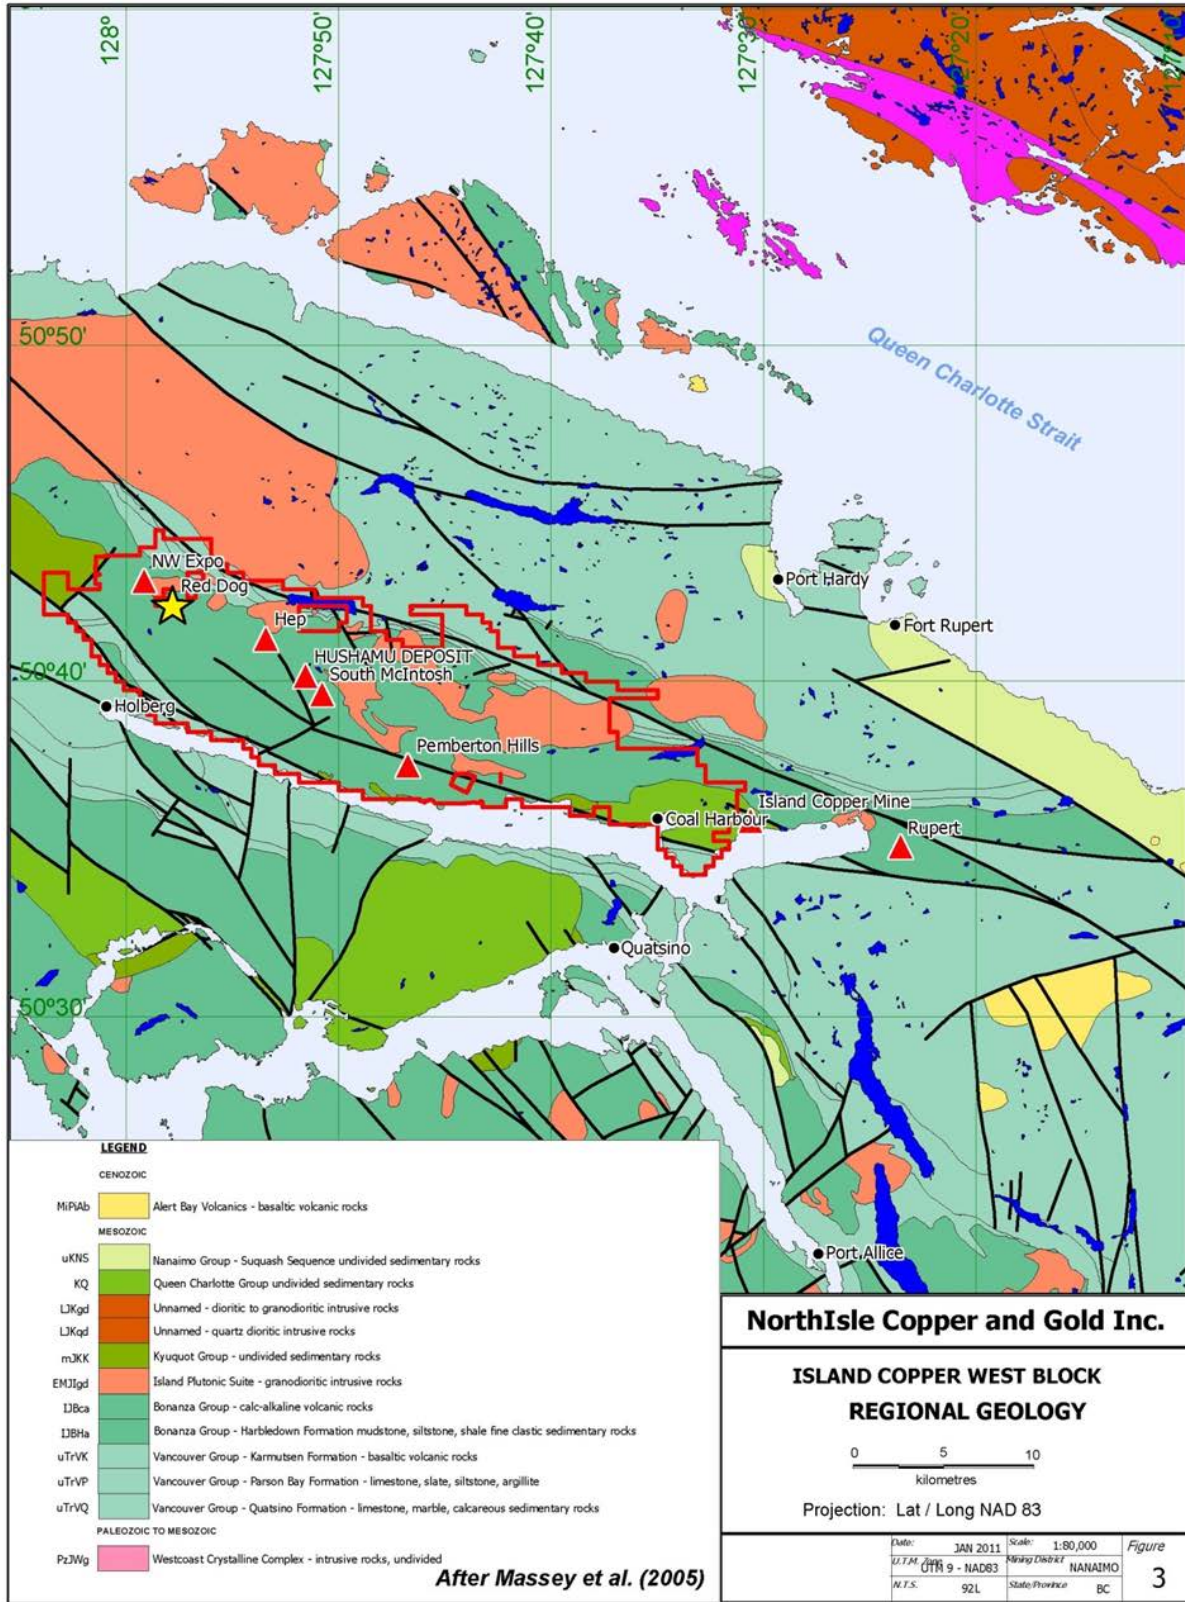 128°
127°50'
127°40'
127°30'
127°20'
127°10'
50°50'
Queen Charlotte Strait
NW Expo
Red Dog
Port Hardy
Hep
Fort Rupert
50°40'
HUSHAMU DEPOSIT
South McIntosh
Holberg
Pemberton Hills
Island Copper Mine
Coal Harbour
Rupert
Quatsino
50°30'
Port Allice
LEGEND
CENOZOIC
MiPiAb Alert Bay Volcanics - basaltic volcanic rocks
MESOZOIC
uKNS Nanaimo Group - Suquash Sequence undivided sedimentary rocks
KQ Queen Charlotte Group undivided sedimentary rocks
LJKgd Unnamed - dioritic to granodioritic intrusive rocks
LJKqd Unnamed - quartz dioritic intrusive rocks
mJKK Kyuquot Group - undivided sedimentary rocks
EMJIgd Island Plutonic Suite - granodioritic intrusive rocks
IJBca Bonanza Group - calc-alkaline volcanic rocks
IJBHa Bonanza Group - Harbledown Formation mudstone, siltstone, shale fine clastic sedimentary rocks
uTrVK Vancouver Group - Karmutsen Formation - basaltic volcanic rocks
uTrVP Vancouver Group - Parson Bay Formation - limestone, slate, siltstone, argillite
uTrVQ Vancouver Group - Quatsino Formation - limestone, marble, calcareous sedimentary rocks
PALEOZOIC TO MESOZOIC
PzJWg Westcoast Crystalline Complex - intrusive rocks, undivided
After Massey et al. (2005)
NorthIsle Copper and Gold Inc.
ISLAND COPPER WEST BLOCK
REGIONAL GEOLOGY
0 5 10
kilometres
Projection: Lat / Long NAD 83
Date: JAN 2011 Scale: 1:80,000 Figure
U.T.M. Zone UTM 9 - NAD83 Mining District NANAIMO 3
N.T.S. 92L State/Province BC